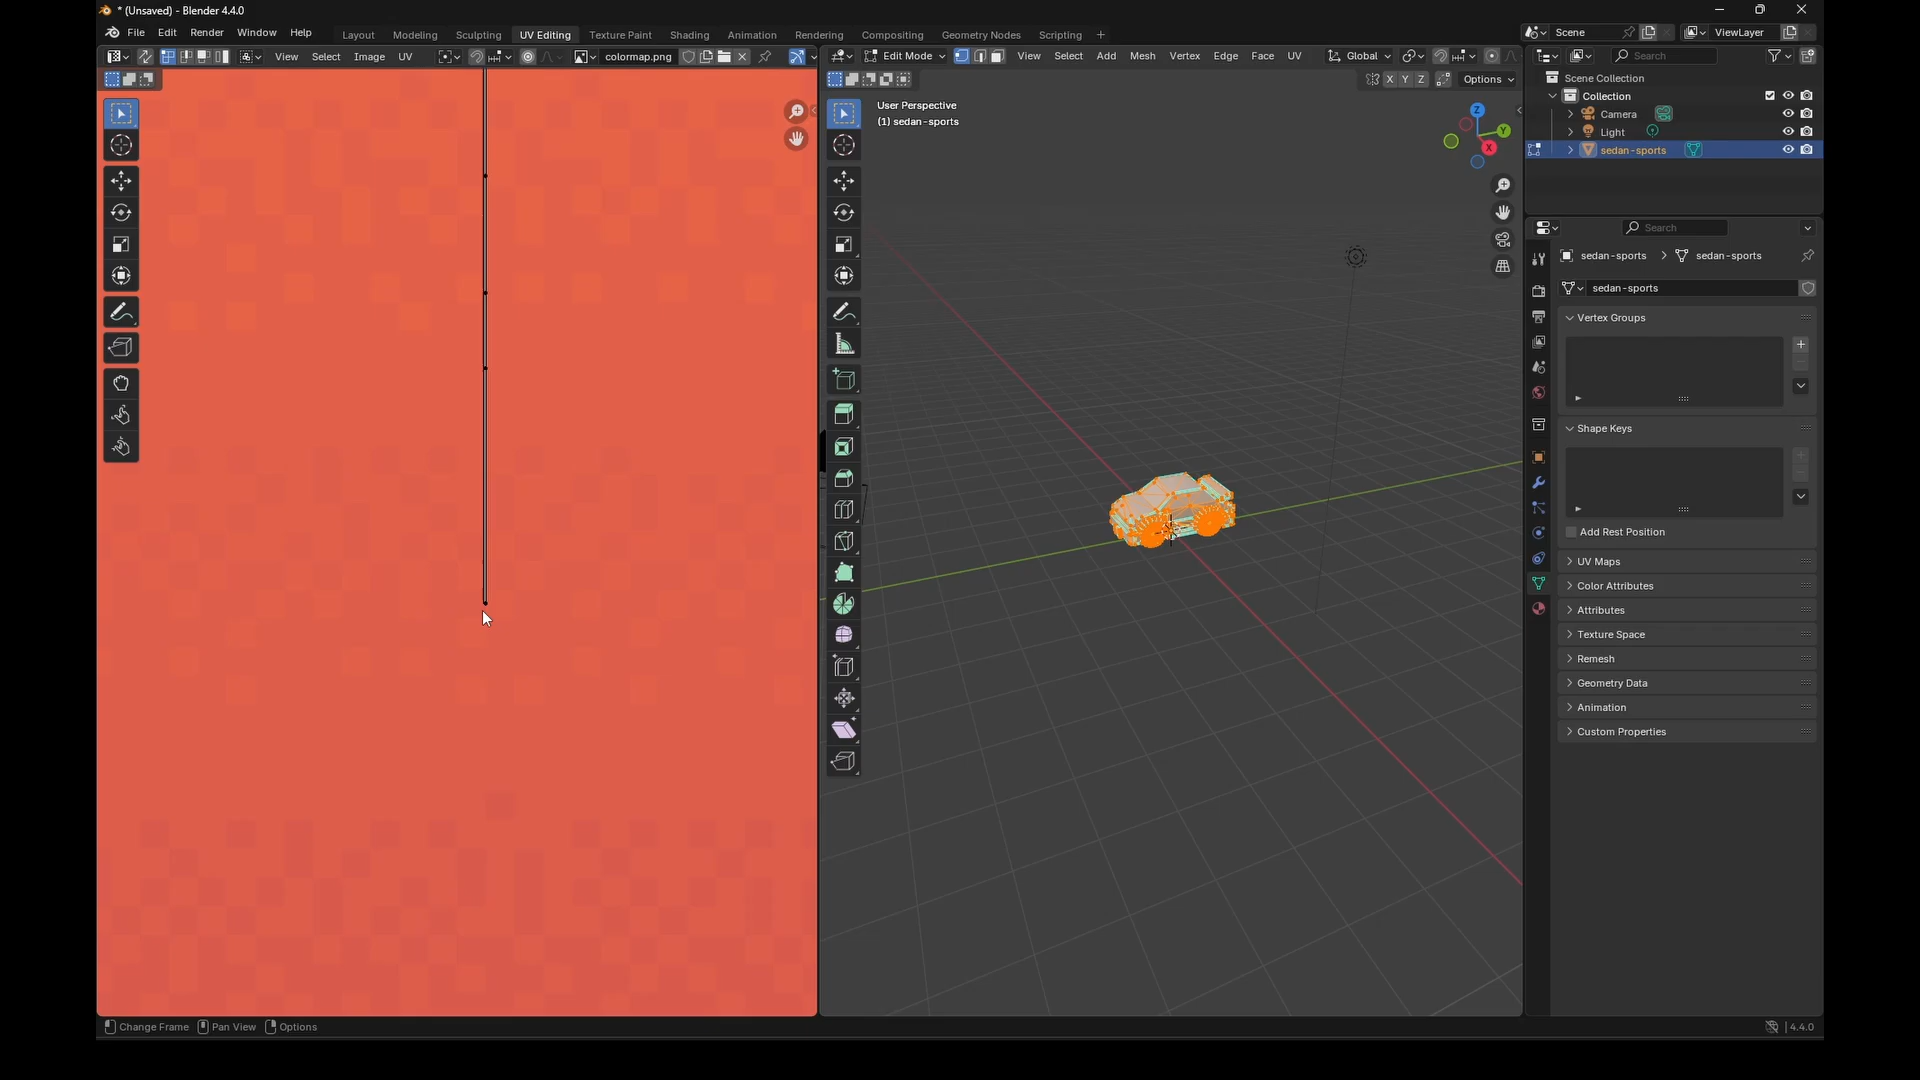 * (Unsaved) - Blender 4.4.0
File Edit Render Window Help
Layout Modeling Sculpting UV Editing Texture Paint Shading Animation Rendering Compositing Geometry Nodes Scripting +
Scene
ViewLayer
View Select Image UV
colormap.png
Edit Mode
View Select Add Mesh Vertex Edge Face UV
Global
Search
X Y Z
Options
User Perspective
(1) sedan-sports
Z
Y
X
Scene Collection
Collection
Camera
Light
sedan-sports
Search
sedan-sports > sedan-sports
sedan-sports
Vertex Groups
Shape Keys
Add Rest Position
UV Maps
Color Attributes
Attributes
Texture Space
Remesh
Geometry Data
Animation
Custom Properties
Change Frame Pan View Options
4.4.0